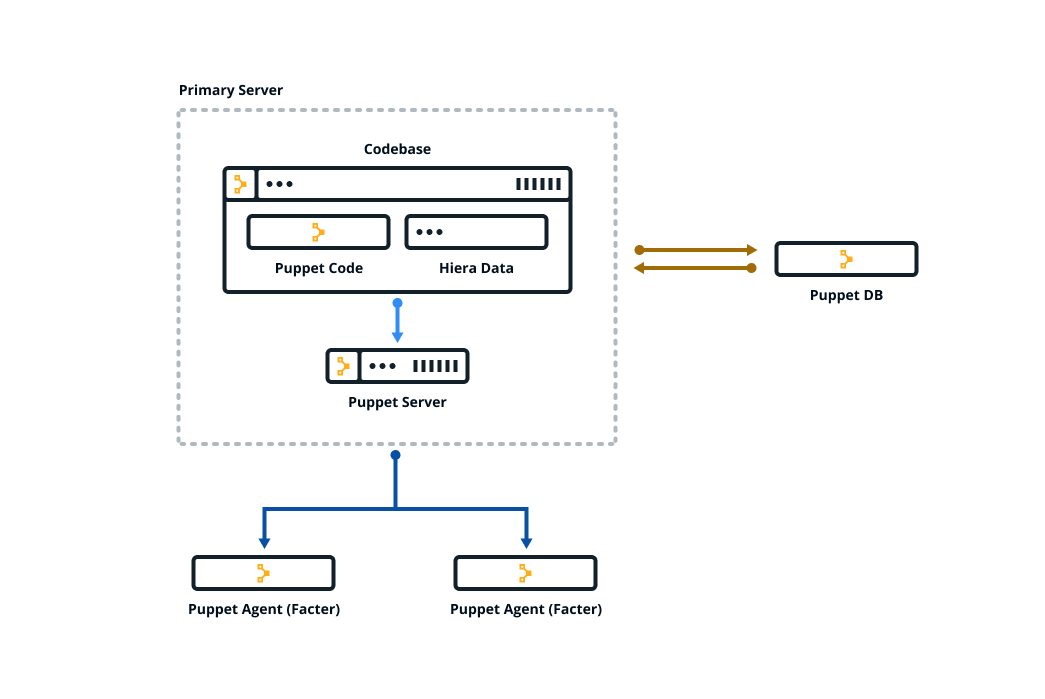 Primary Server
Codebase
Puppet Code
Hiera Data
Puppet DB
Puppet Server
Puppet Agent (Facter)
Puppet Agent (Facter)